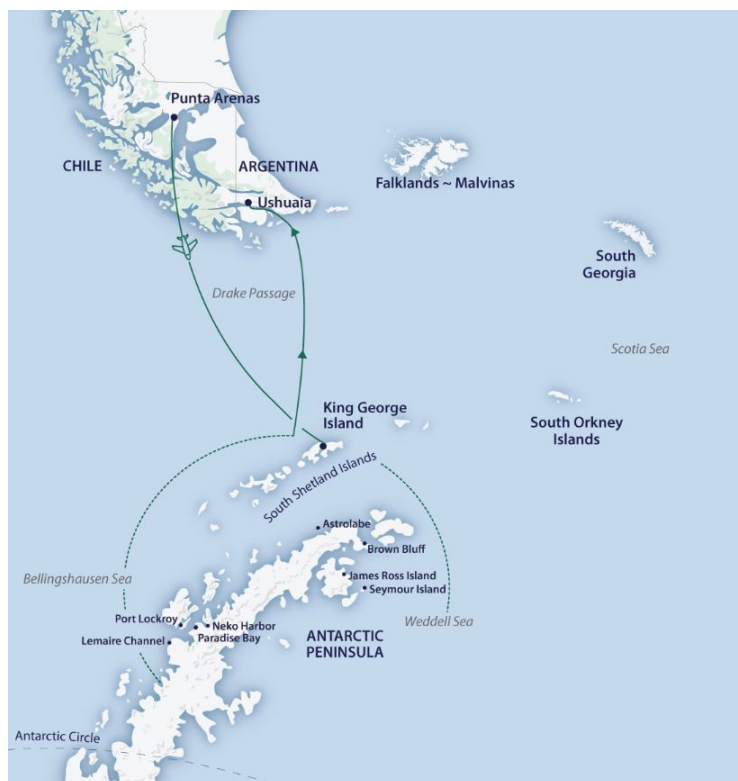 Punta Arenas
CHILE
ARGENTINA
Falklands ~ Malvinas
Ushuaia
South
Georgia
Drake Passage
Scotia Sea
King George
Island
South Orkney
Islands
South Shetland Islands
Astrolabe
Brown Bluff
Bellingshausen Sea
James Ross Island
Seymour Island
Port Lockroy
Neko Harbor
Weddell Sea
Lemaire Channel
Paradise Bay
ANTARCTIC
PENINSULA
Antarctic Circle